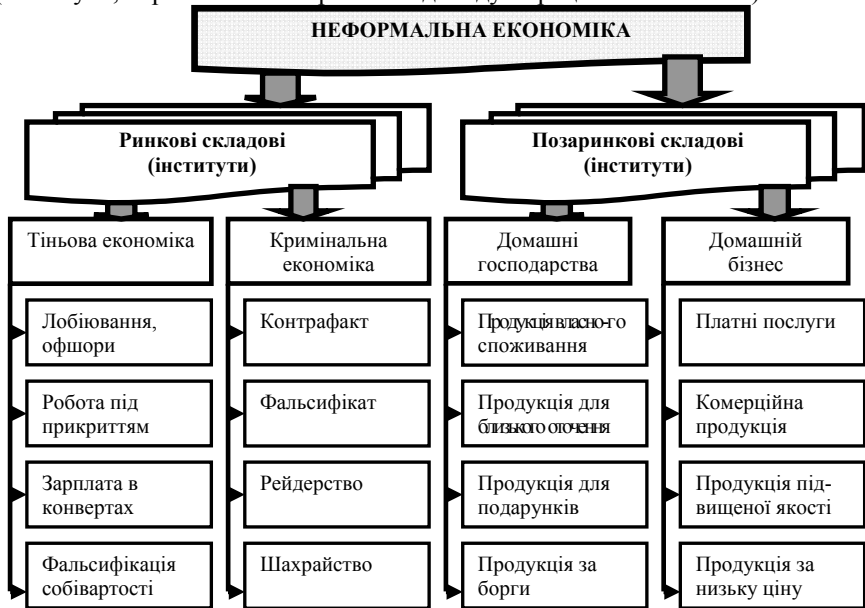 НЕФОРМАЛЬНА ЕКОНОМІКА
Ринкові складові
(інститути)
Позаринкові складові
(інститути)
Тіньова економіка
Кримінальна
економіка
Домашні
господарства
Домашній
бізнес
Лобіювання,
офшори
Контрафакт
Продукція власно-го
споживання
Платні послуги
Робота під
прикриттям
Фальсифікат
Продукція для
близького оточення
Комерційна
продукція
Зарплата в
конвертах
Рейдерство
Продукція для
подарунків
Продукція під-
вищеної якості
Фальсифікація
собівартості
Шахрайство
Продукція за
борги
Продукція за
низьку ціну